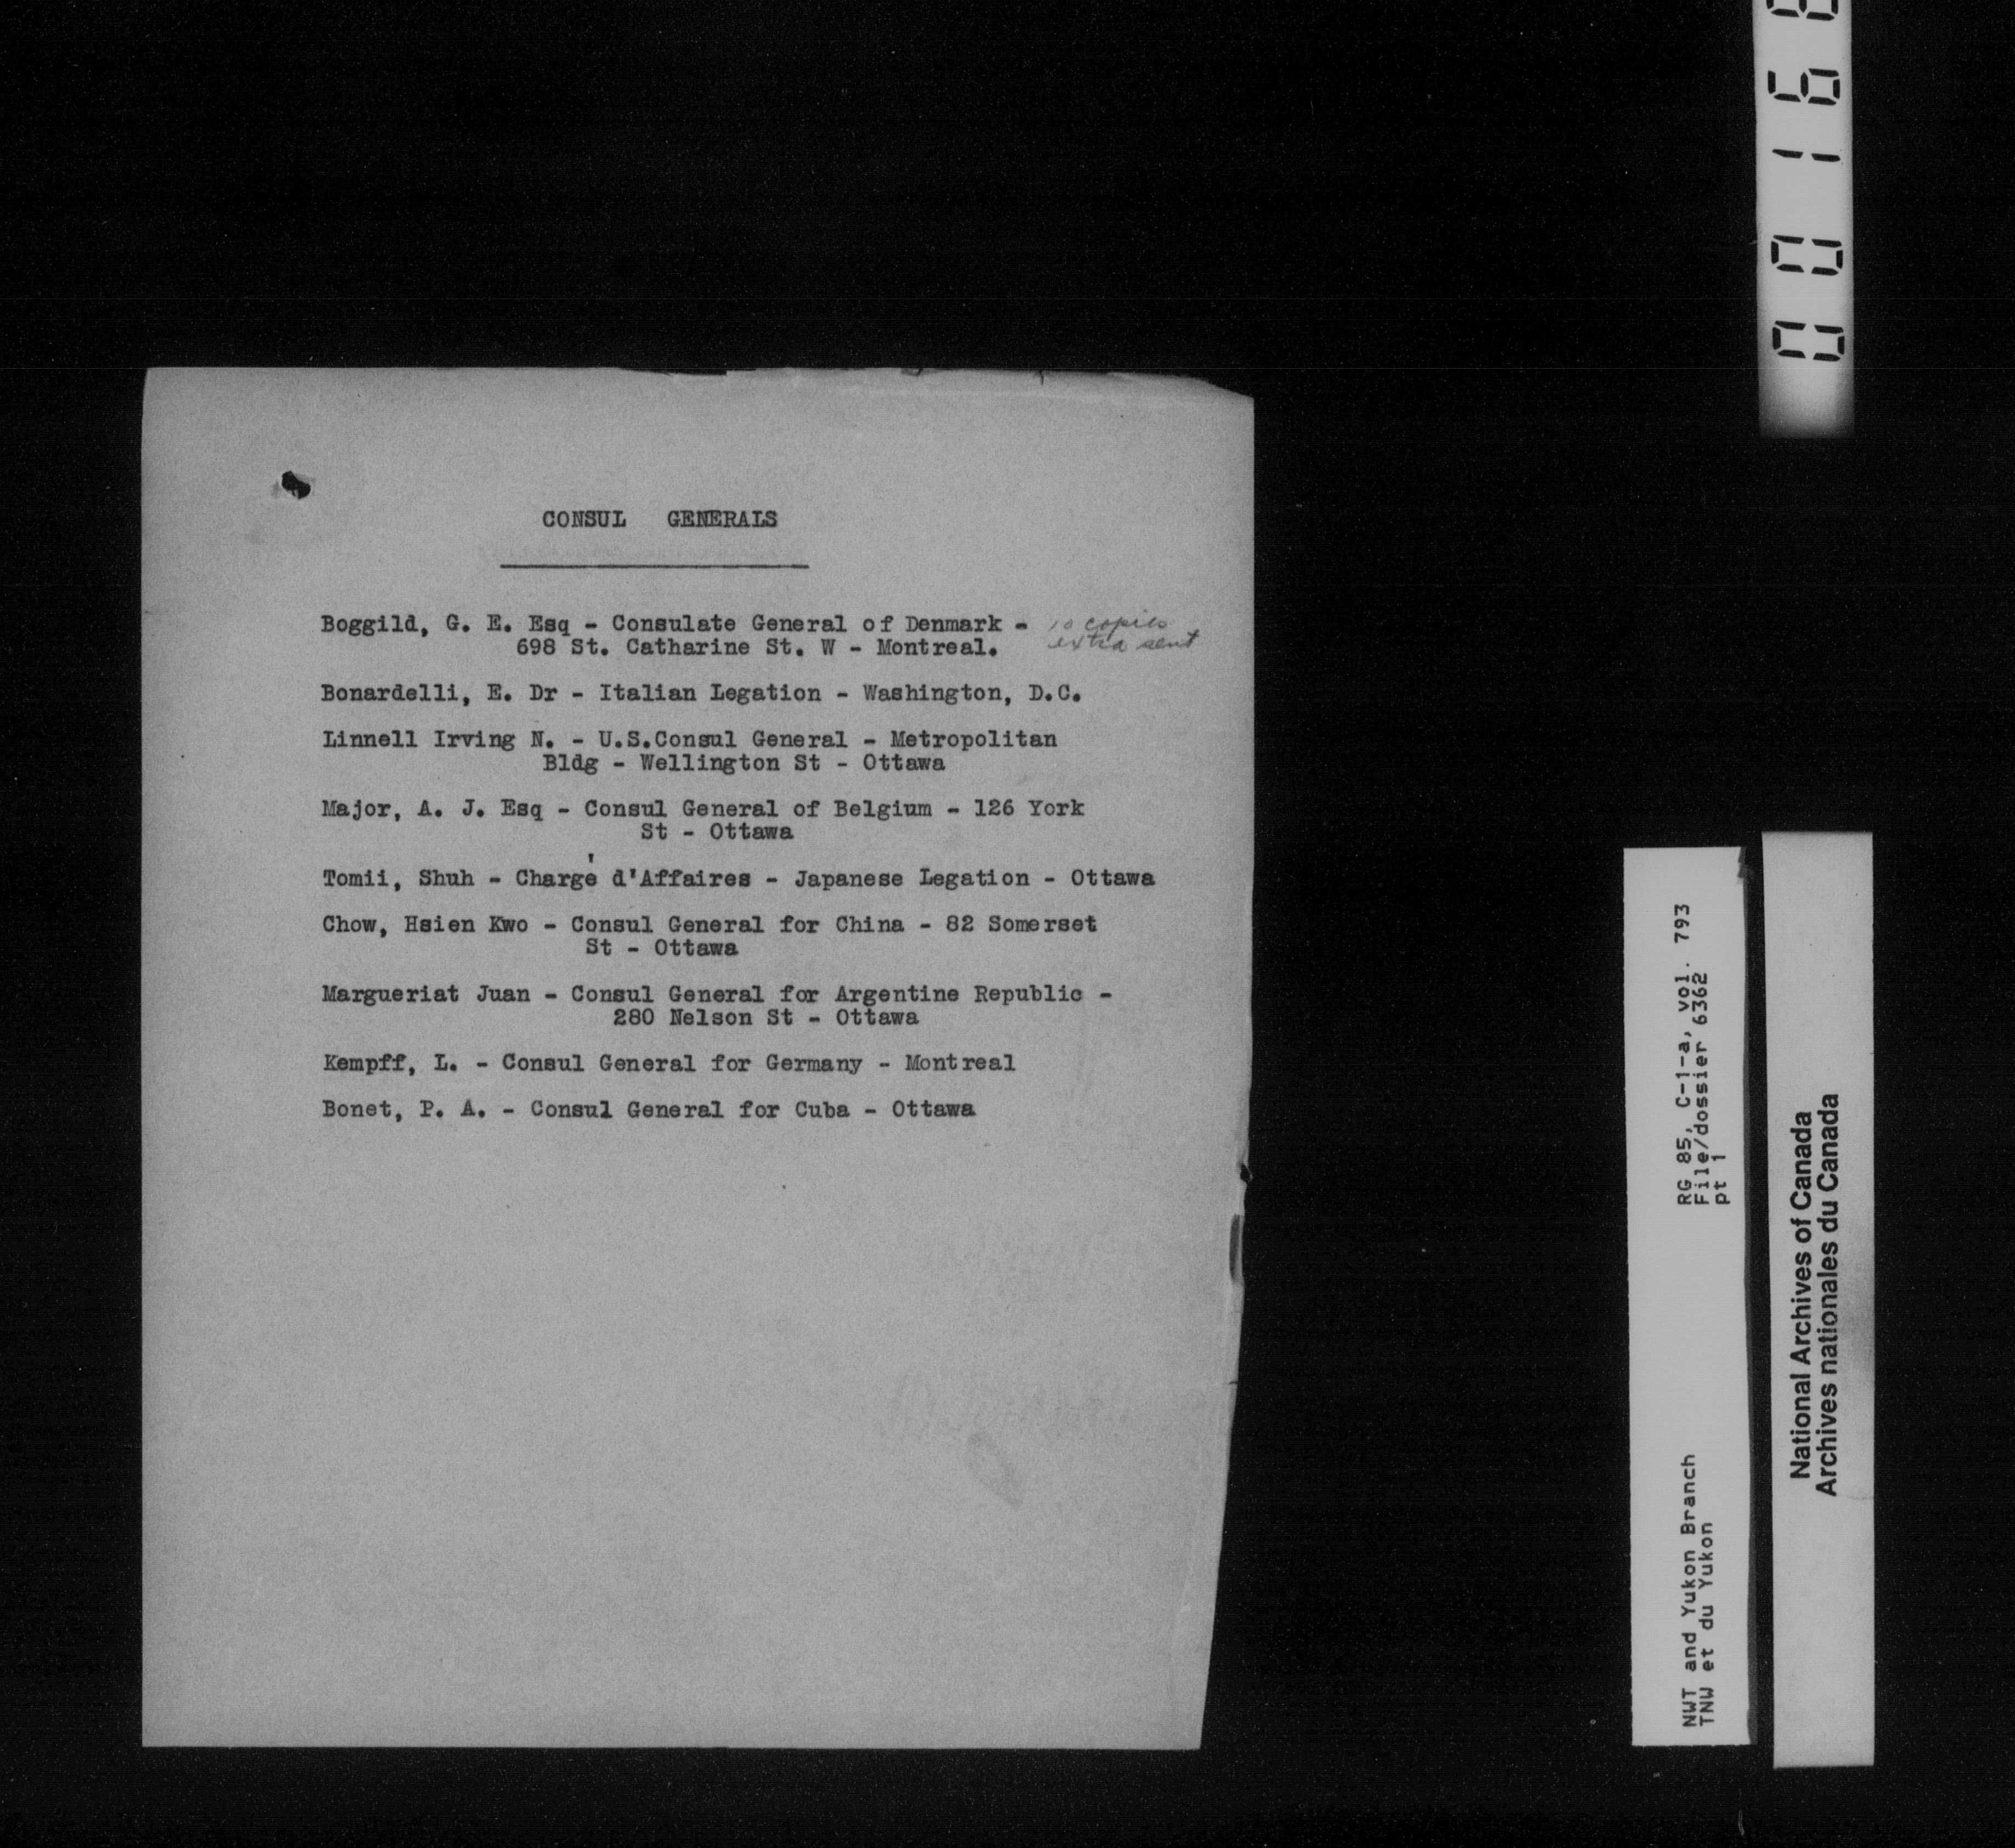 CONSUL GENERALS
Boggild, G. E. Esq - Consulate General of Denmark - 10 copies
698 St. Catharine St. W - Montreal. extra sent
Bonardelli, E. Dr - Italian Legation - Washington, D.C.
Linnell Irving N. - U.S.Consul General - Metropolitan
Bldg - Wellington St - Ottawa
Major, A. J. Esq - Consul General of Belgium - 126 York
St - Ottawa
Tomii, Shuh - Chargé d'Affaires - Japanese Legation - Ottawa
Chow, Hsien Kwo - Consul General for China - 82 Somerset
St - Ottawa
Margueriat Juan - Consul General for Argentine Republic -
280 Nelson St - Ottawa
Kempff, L. - Consul General for Germany - Montreal
Bonet, P. A. - Consul General for Cuba - Ottawa
NWT and Yukon Branch
TNW et du Yukon
RG 85, C-1-a, vol. 793
File/dossier 6362
pt 1
National Archives of Canada
Archives nationales du Canada